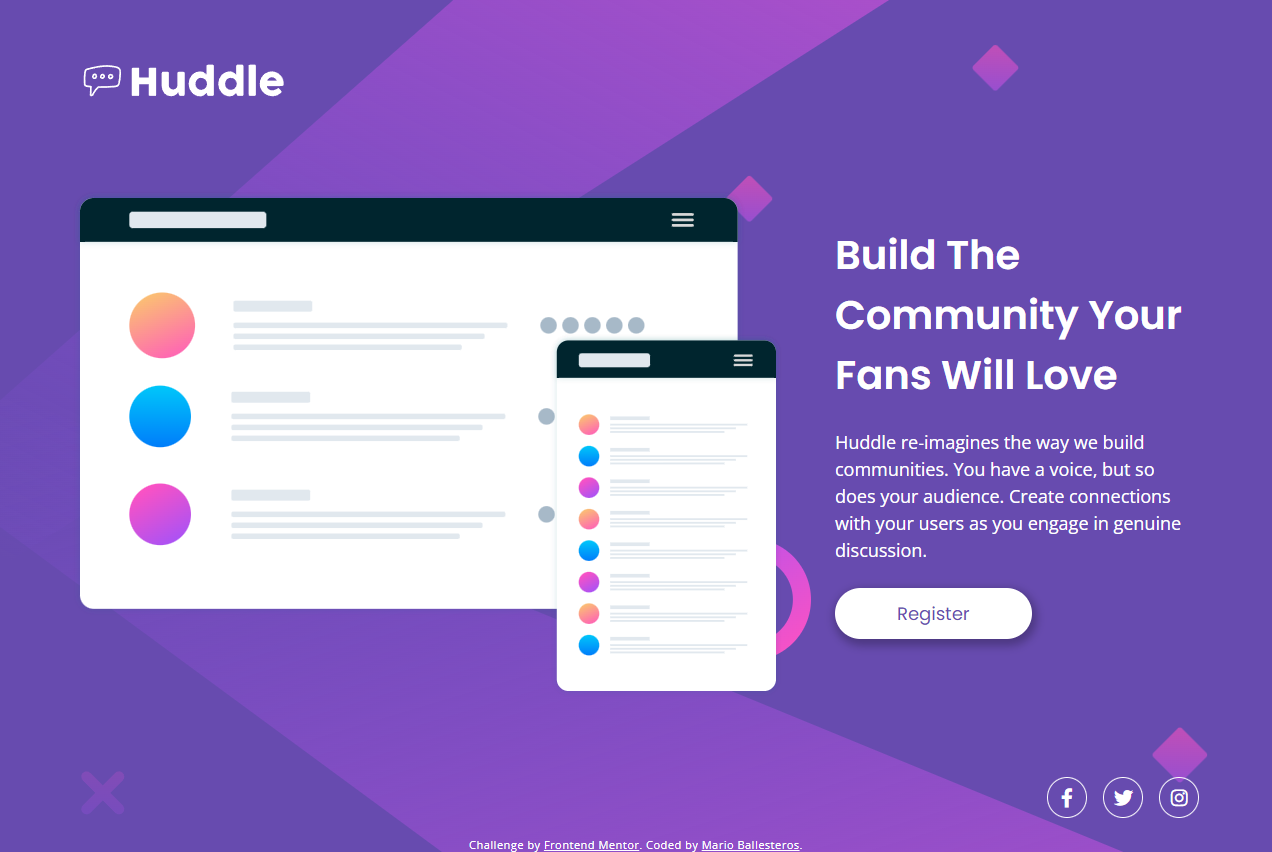 Huddle
Build The
Community Your
Fans Will Love
Huddle re-imagines the way we build
communities. You have a voice, but so
does your audience. Create connections
with your users as you engage in genuine
discussion.
Register
Challenge by Frontend Mentor. Coded by Mario Ballesteros.